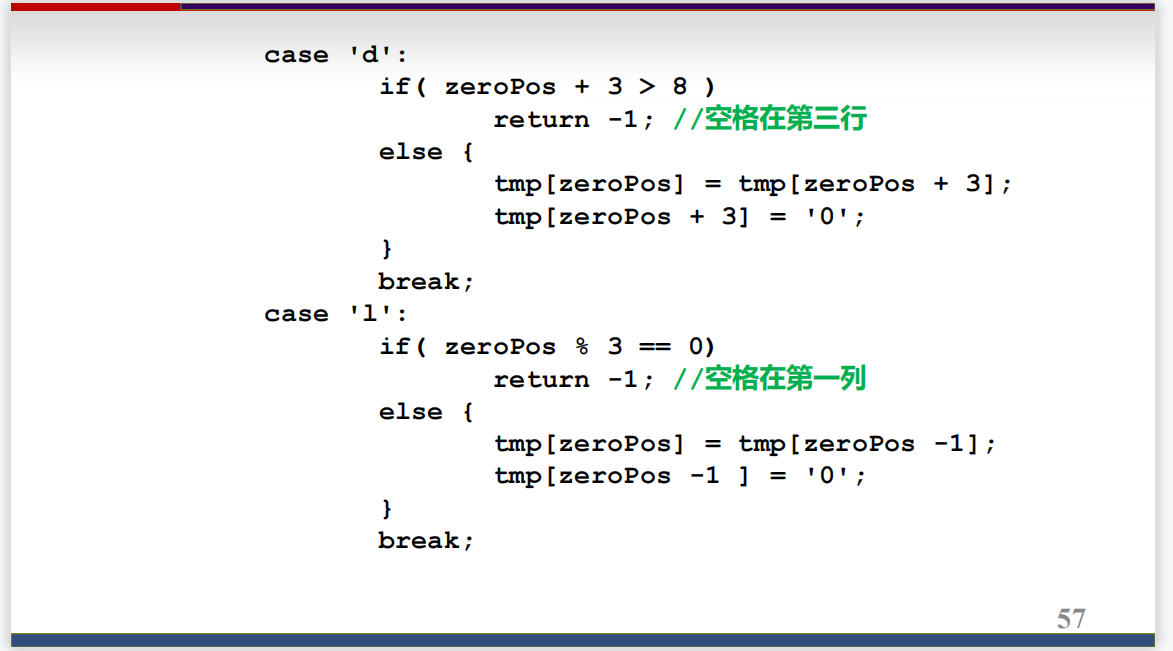 case 'd':
if( zeroPos + 3 > 8 )
return -1; //空格在第三行
else {
tmp[zeroPos] = tmp[zeroPos + 3];
tmp[zeroPos + 3] = '0';
}
break;
case 'l':
if( zeroPos % 3 == 0)
return -1; //空格在第一列
else {
tmp[zeroPos] = tmp[zeroPos -1];
tmp[zeroPos -1 ] = '0';
}
break;
57